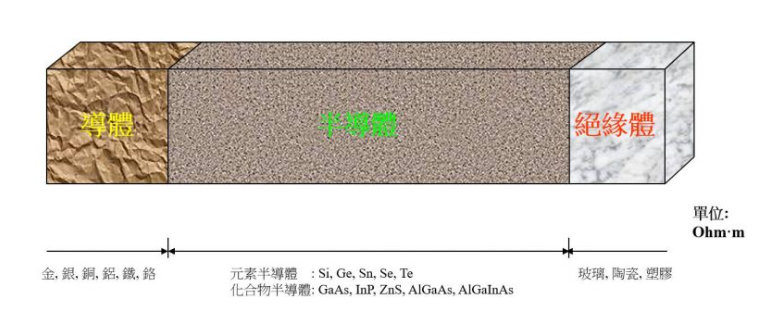 導體
半導體
絕緣體
單位:
Ohm·m
金, 銀, 銅, 鋁, 鐵, 鉻
元素半導體 : Si, Ge, Sn, Se, Te
化合物半導體: GaAs, InP, ZnS, AlGaAs, AlGaInAs
玻璃, 陶瓷, 塑膠